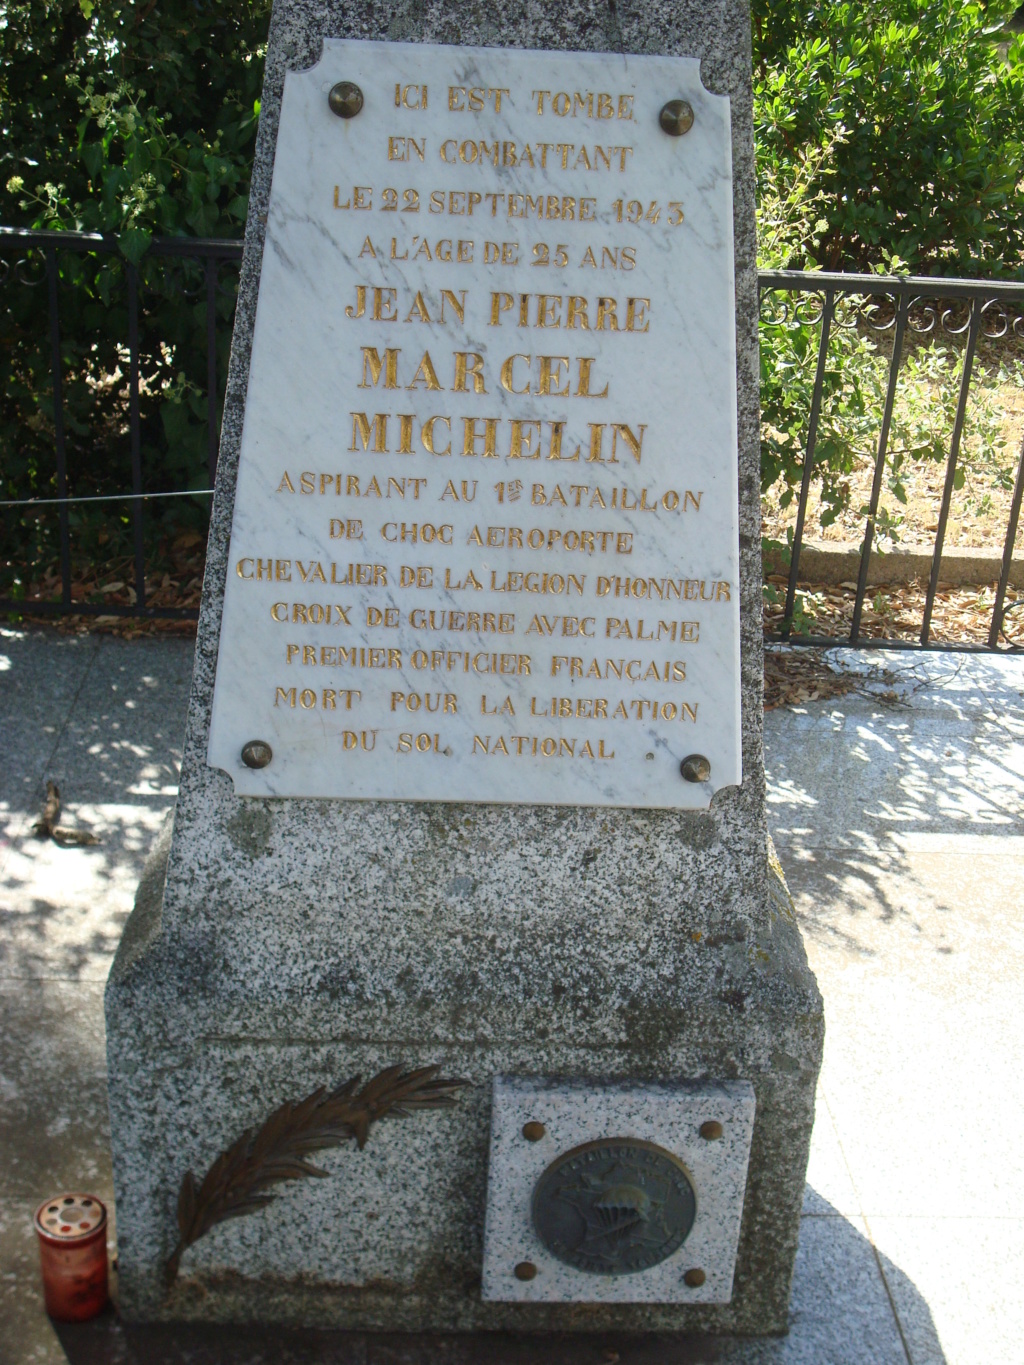 ICI EST TOMBE
EN COMBATTANT
LE 22 SEPTEMBRE 1943
A L'ÂGE DE 25 ANS
JEAN PIERRE
MARCEL
MICHELIN
ASPIRANT AU 1ER BATAILLON
DE CHOC AEROPORTE
CHEVALIER DE LA LEGION D'HONNEUR
CROIX DE GUERRE AVEC PALME
PREMIER OFFICIER FRANÇAIS
MORT POUR LA LIBERATION
DU SOL NATIONAL